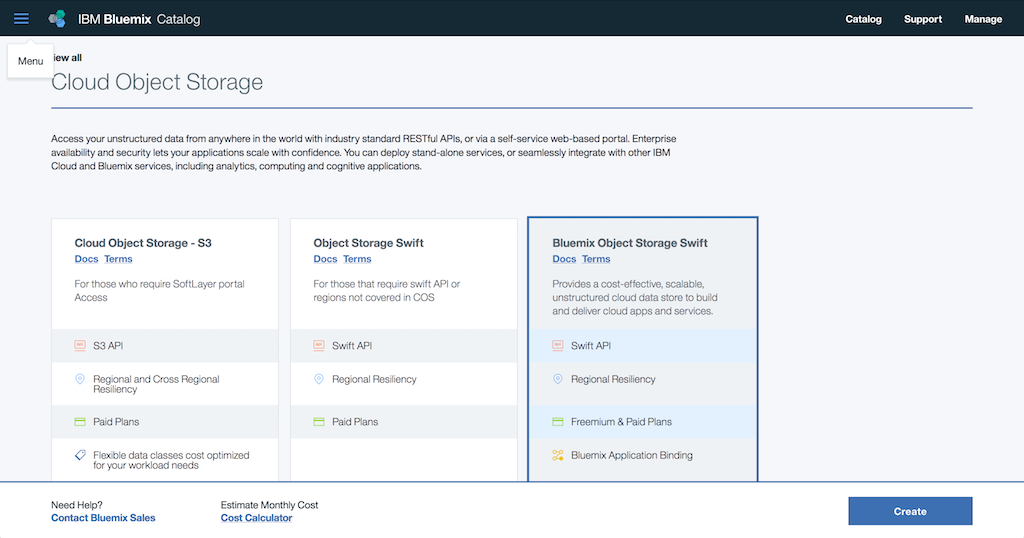 IBM Bluemix Catalog
Catalog
Support
Manage
Menu
iew all
Cloud Object Storage
Access your unstructured data from anywhere in the world with industry standard RESTful APIs, or via a self-service web-based portal. Enterprise
availability and security lets your applications scale with confidence. You can deploy stand-alone services, or seamlessly integrate with other IBM
Cloud and Bluemix services, including analytics, computing and cognitive applications.
Cloud Object Storage - S3
Docs Terms
For those who require SoftLayer portal
Access
S3 API
Regional and Cross Regional
Resiliency
Paid Plans
Flexible data classes cost optimized
for your workload needs
Object Storage Swift
Docs Terms
For those that require swift API or
regions not covered in COS
Swift API
Regional Resiliency
Paid Plans
Bluemix Object Storage Swift
Docs Terms
Provides a cost-effective, scalable,
unstructured cloud data store to build
and deliver cloud apps and services.
Swift API
Regional Resiliency
Freemium & Paid Plans
Bluemix Application Binding
Need Help?
Contact Bluemix Sales
Estimate Monthly Cost
Cost Calculator
Create